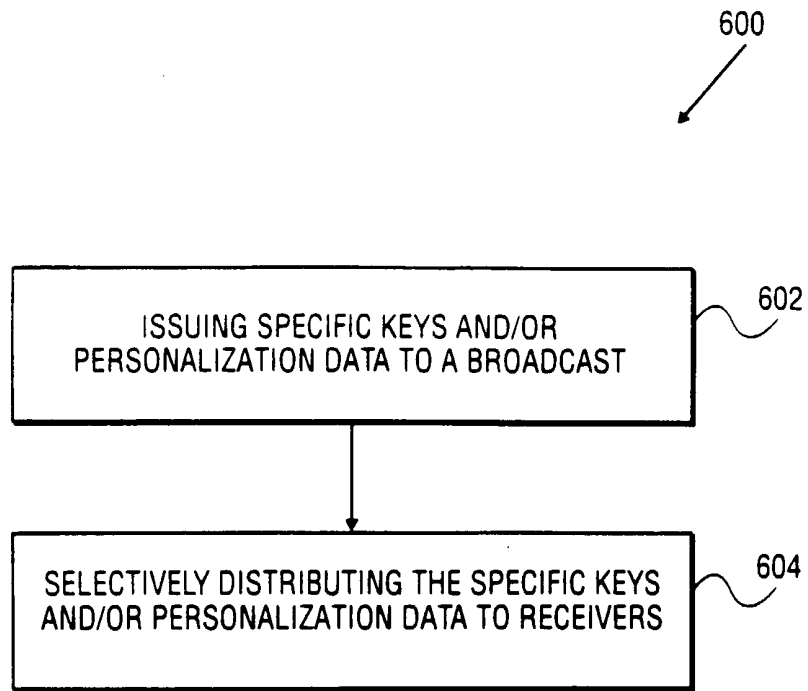 600
ISSUING SPECIFIC KEYS AND/OR
PERSONALIZATION DATA TO A BROADCAST
602
SELECTIVELY DISTRIBUTING THE SPECIFIC KEYS
AND/OR PERSONALIZATION DATA TO RECEIVERS
604